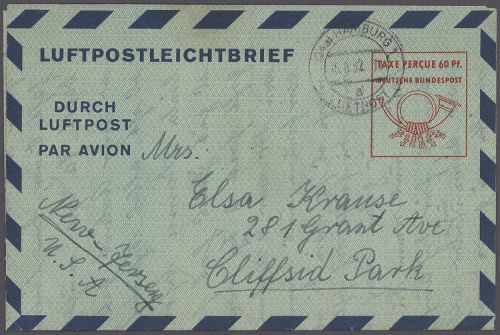 LUFTPOSTLEICHTBRIEF
HAMBURG
LUFTPOST
TAXE PERÇUE 60 Pf.
DEUTSCHE BUNDESPOST
DURCH
LUFTPOST
PAR AVION
Mrs.
Elsa Krause
281 Grant Ave
Cliffsid Park
New-Jersey
U.S.A